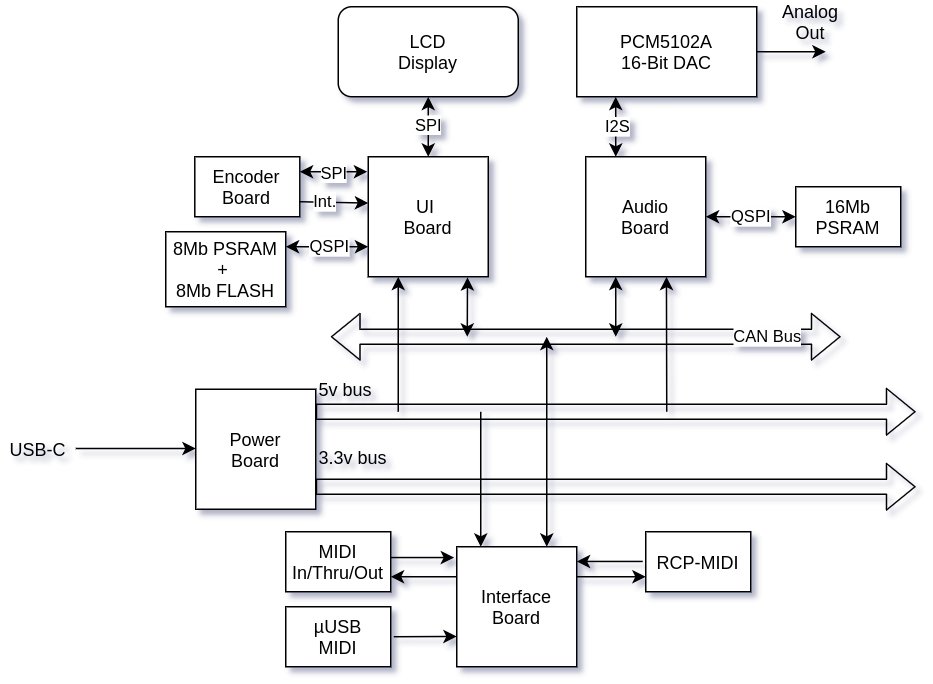 LCD
Display
PCM5102A
16-Bit DAC
Analog
Out
SPI
I2S
Encoder
Board
SPI
Int.
UI
Board
Audio
Board
QSPI
16Mb
PSRAM
8Mb PSRAM
+
8Mb FLASH
QSPI
CAN Bus
5v bus
USB-C
Power
Board
3.3v bus
MIDI
In/Thru/Out
Interface
Board
RCP-MIDI
µUSB
MIDI